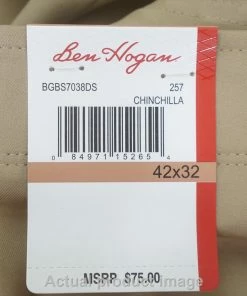 Ben Hogan
BGBS7038DS 257
CHINCHILLA
0 84971 15265 4
42x32
MSRP $75.00
Actual product image